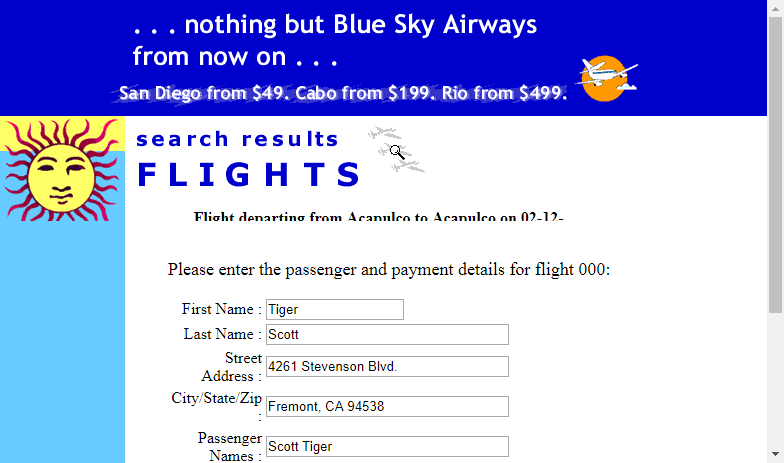 . . . nothing but Blue Sky Airways
from now on . . .
San Diego from $49. Cabo from $199. Rio from $499.
search results
FLIGHTS
Flight departing from Acapulco to Acapulco on 02-12-
Please enter the passenger and payment details for flight 000:
First Name : Tiger
Last Name : Scott
Street
Address : 4261 Stevenson Blvd.
City/State/Zip
: Fremont, CA 94538
Passenger
Names : Scott Tiger